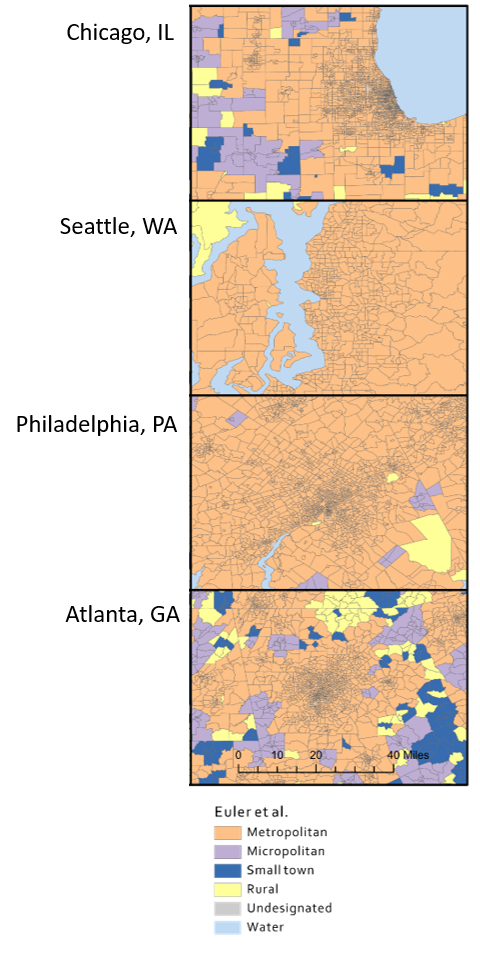 Chicago, IL
Seattle, WA
Philadelphia, PA
Atlanta, GA
0 10 20 40 Miles
Euler et al.
Metropolitan
Micropolitan
Small town
Rural
Undesignated
Water